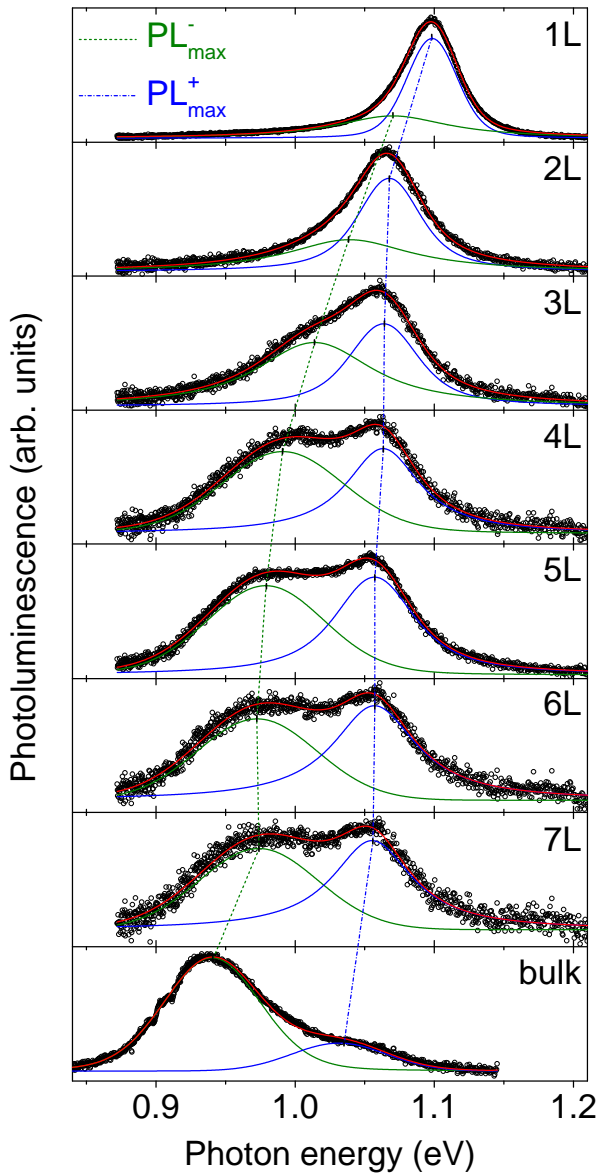 PL⁻max
PL⁺max
1L
2L
3L
4L
5L
6L
7L
bulk
Photoluminescence (arb. units)
0.9 1.0 1.1 1.2
Photon energy (eV)